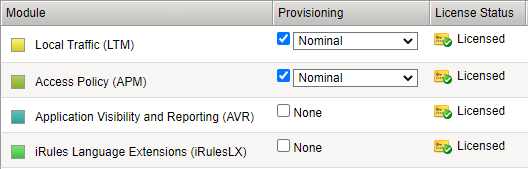 Module Provisioning License Status
Local Traffic (LTM) Nominal Licensed
Access Policy (APM) Nominal Licensed
Application Visibility and Reporting (AVR) None Licensed
iRules Language Extensions (iRulesLX) None Licensed